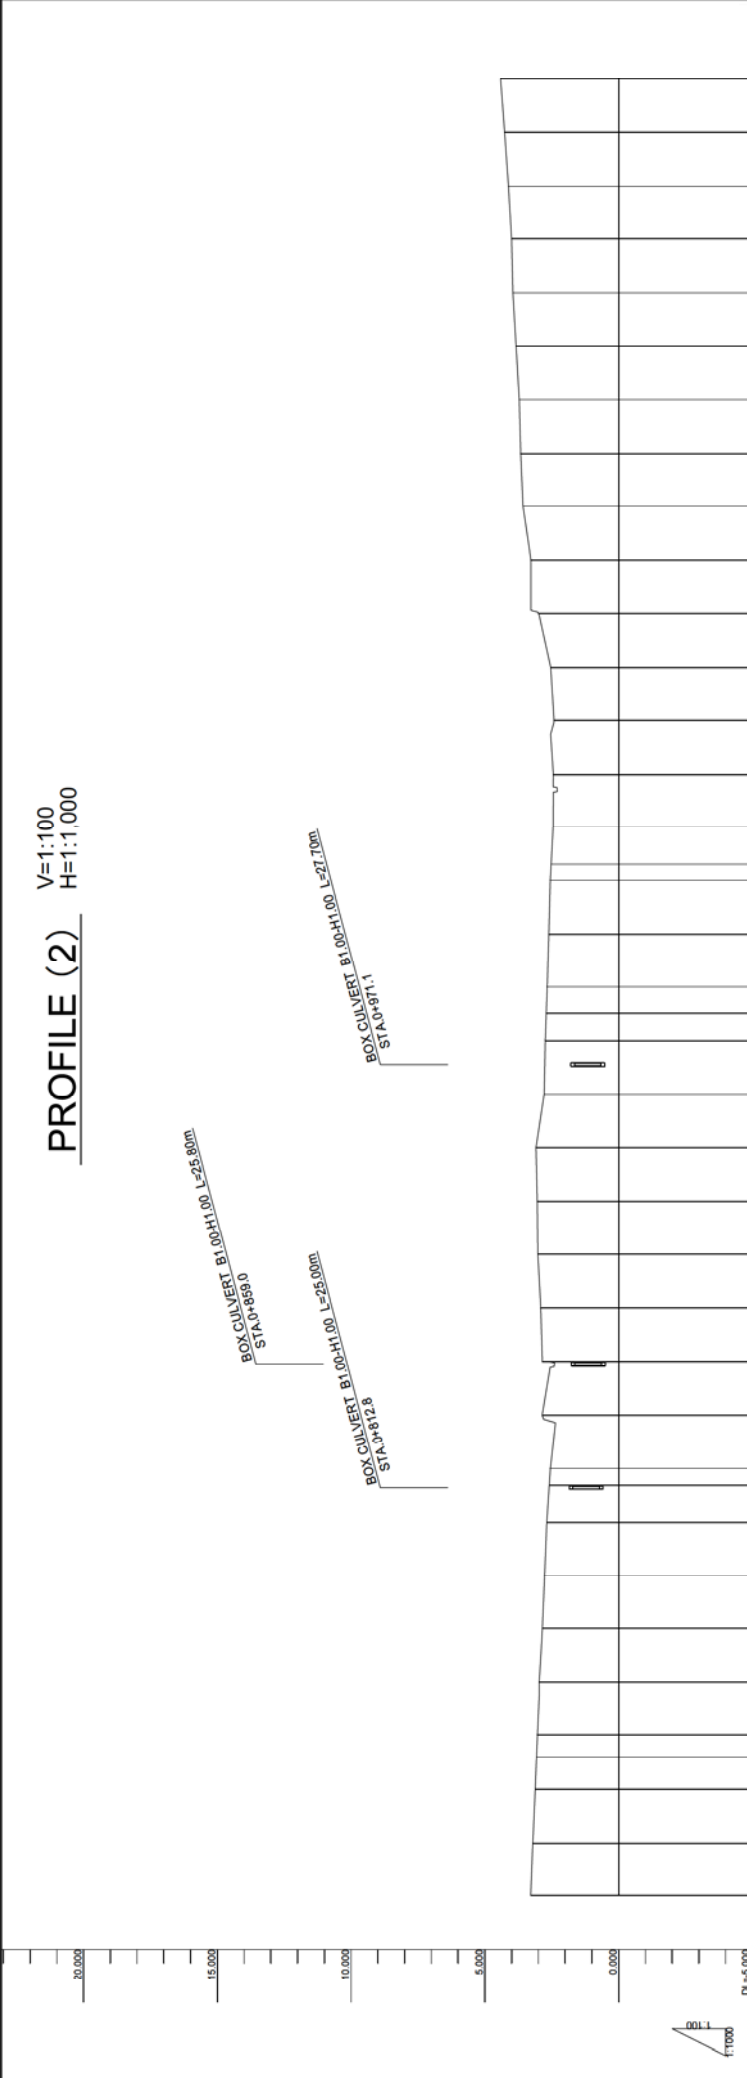 PROFILE (2)
V=1:100
H=1:1,000
BOX CULVERT B1.00-H1.00 L=25.00m
STA.0+812.8
BOX CULVERT B1.00-H1.00 L=25.80m
STA.0+859.0
BOX CULVERT B1.00-H1.00 L=27.70m
STA.0+971.1
20.000
15.000
10.000
5.000
0.000
DL=-5.000
1:100
1:1000